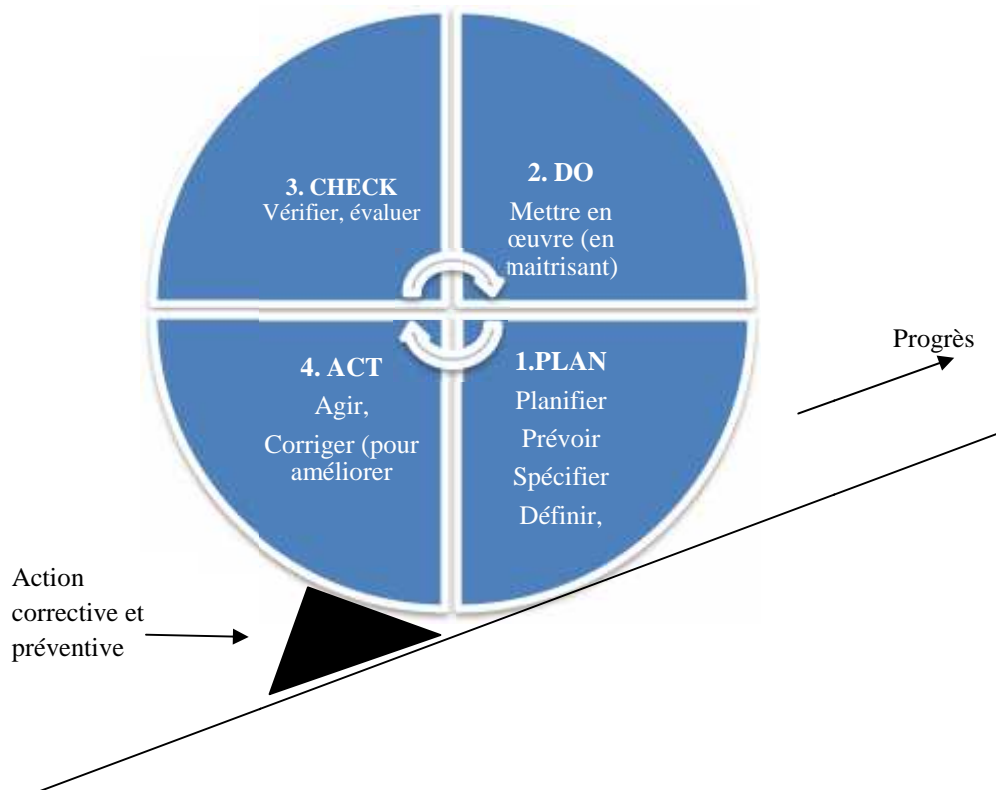 3. CHECK
Vérifier, évaluer
2. DO
Mettre en
œuvre (en
maitrisant)
4. ACT
Agir,
Corriger (pour
améliorer
1.PLAN
Planifier
Prévoir
Spécifier
Définir,
Progrès
Action
corrective et
préventive